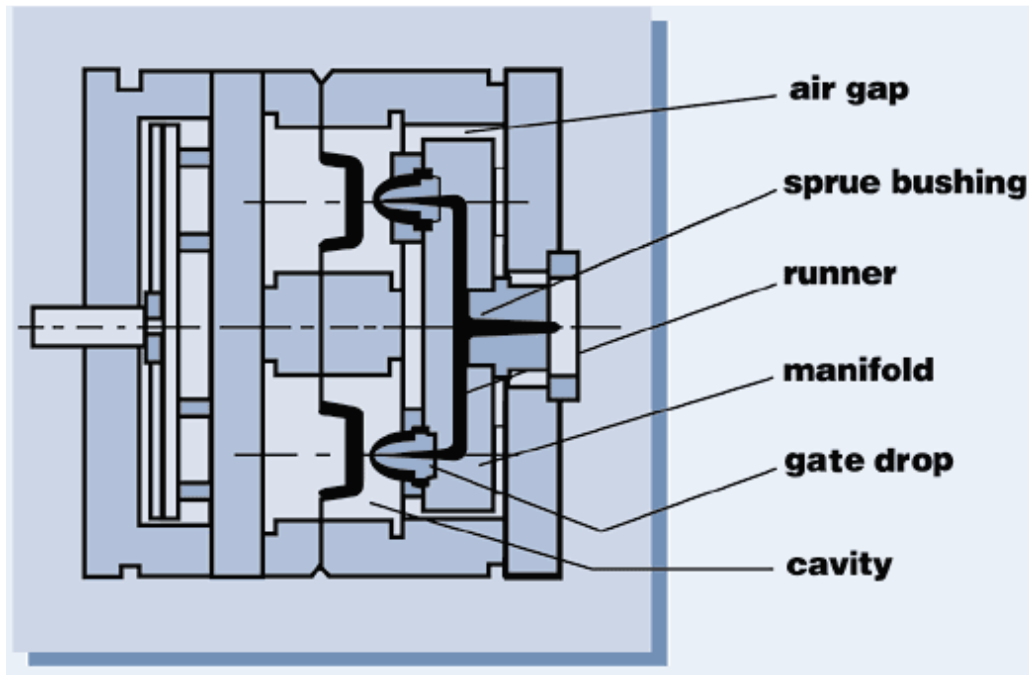 air gap
sprue bushing
runner
manifold
gate drop
cavity